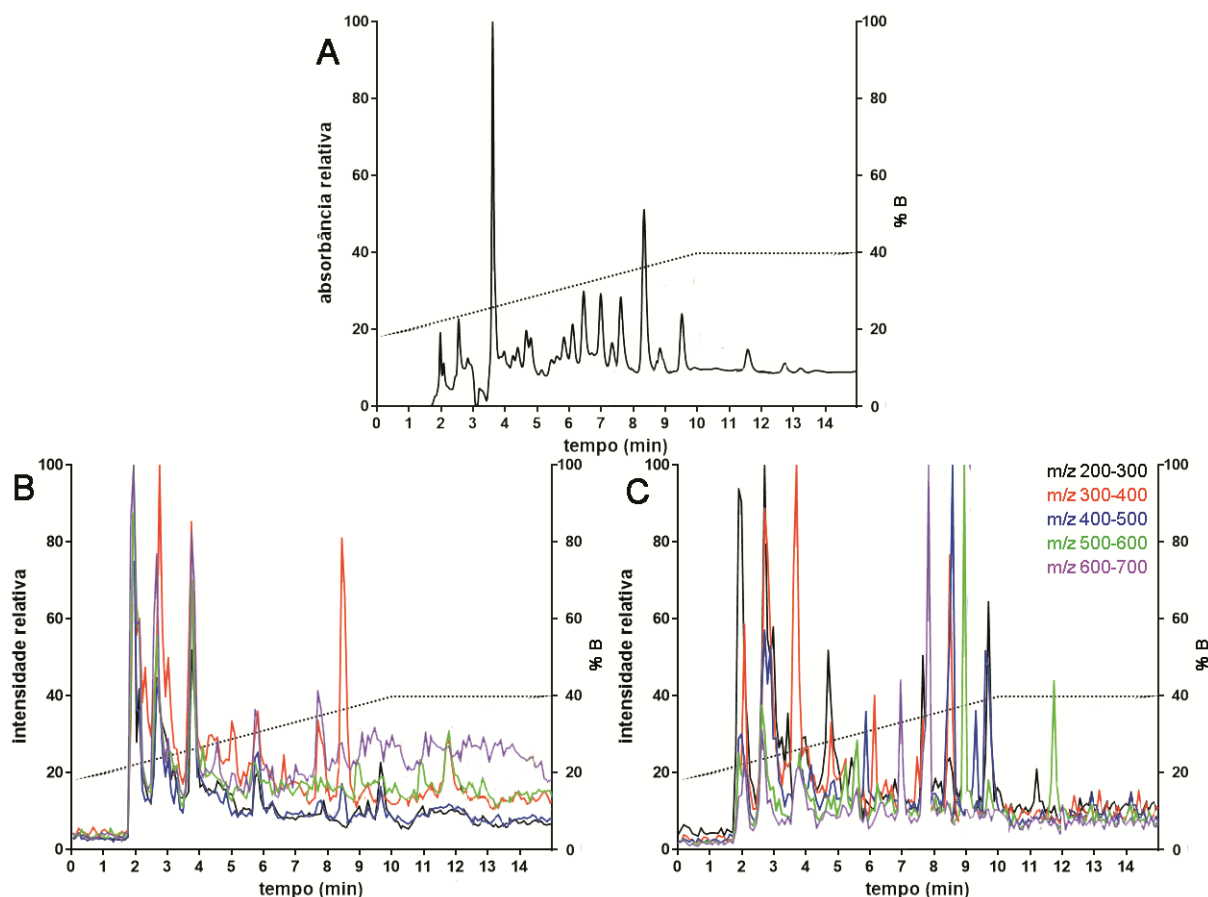 A
absorbância relativa
100
80
60
40
20
0
100
80
60
40
20
0
% B
0 1 2 3 4 5 6 7 8 9 10 11 12 13 14
tempo (min)
B
intensidade relativa
100
80
60
40
20
0
100
80
60
40
20
0
% B
0 1 2 3 4 5 6 7 8 9 10 11 12 13 14
tempo (min)
C
intensidade relativa
100
80
60
40
20
0
100
80
60
40
20
0
% B
m/z 200-300
m/z 300-400
m/z 400-500
m/z 500-600
m/z 600-700
0 1 2 3 4 5 6 7 8 9 10 11 12 13 14
tempo (min)